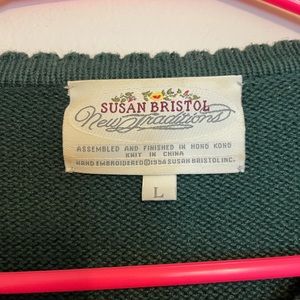 SUSAN BRISTOL
New Traditions
ASSEMBLED AND FINISHED IN HONG KONG
KNIT IN CHINA
HAND EMBROIDERED ©1994 SUSAN BRISTOL INC.
L